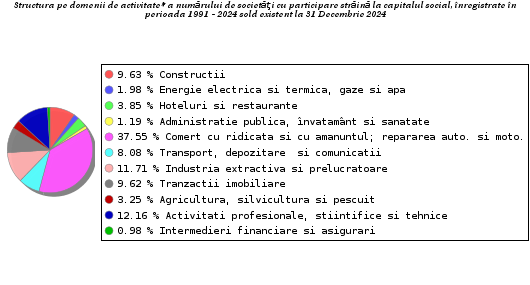 Structura pe domenii de activitate* a numărului de societăţi cu participare străină la capitalul social, înregistrate în
perioada 1991 - 2024 sold existent la 31 Decembrie 2024
9.63 % Constructii
1.98 % Energie electrica si termica, gaze si apa
3.85 % Hoteluri si restaurante
1.19 % Administratie publica, învatamânt si sanatate
37.55 % Comert cu ridicata si cu amanuntul; repararea auto. si moto.
8.08 % Transport, depozitare si comunicatii
11.71 % Industria extractiva si prelucratoare
9.62 % Tranzactii imobiliare
3.25 % Agricultura, silvicultura si pescuit
12.16 % Activitati profesionale, stiintifice si tehnice
0.98 % Intermedieri financiare si asigurari